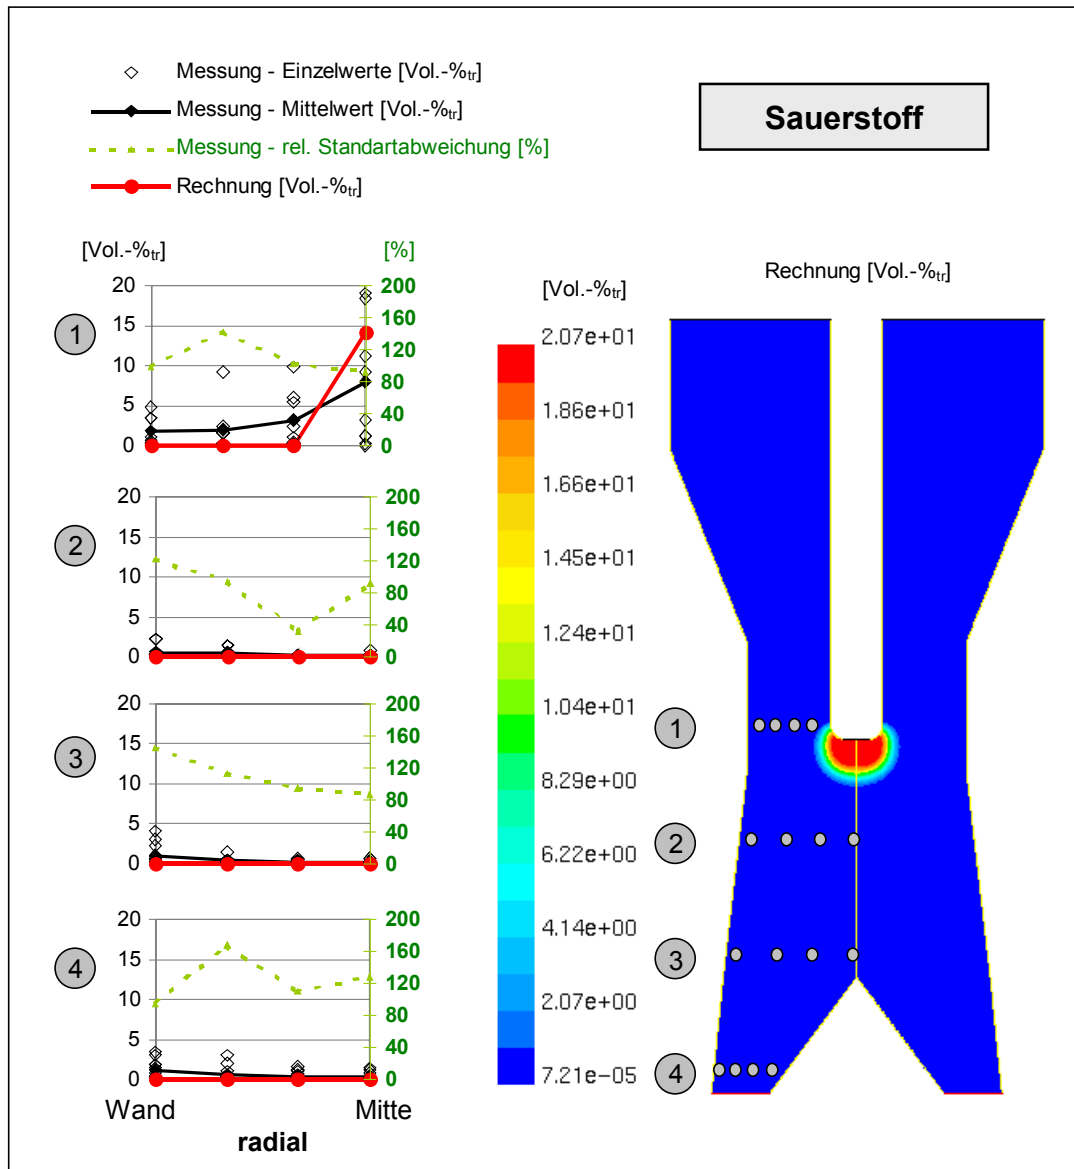 Messung - Einzelwerte [Vol.-%tr]
Messung - Mittelwert [Vol.-%tr]
Messung - rel. Standartabweichung [%]
Rechnung [Vol.-%tr]
Sauerstoff
[Vol.-%tr]
[%]
1
20
15
10
5
0
200
160
120
80
40
0
2
20
15
10
5
0
200
160
120
80
40
0
3
20
15
10
5
0
200
160
120
80
40
0
4
20
15
10
5
0
200
160
120
80
40
0
Wand
Mitte
radial
Rechnung [Vol.-%tr]
[Vol.-%tr]
2.07e+01
1.86e+01
1.66e+01
1.45e+01
1.24e+01
1.04e+01
8.29e+00
6.22e+00
4.14e+00
2.07e+00
7.21e-05
1
2
3
4